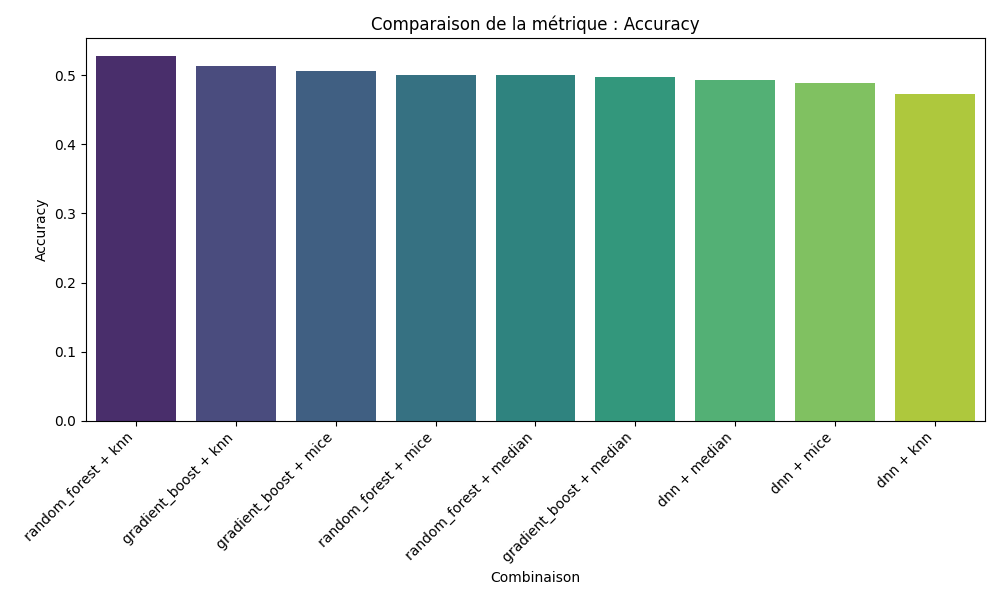 Comparaison de la métrique : Accuracy
Accuracy
0.5
0.4
0.3
0.2
0.1
0.0
random_forest + knn
gradient_boost + knn
gradient_boost + mice
random_forest + mice
random_forest + median
gradient_boost + median
dnn + median
dnn + mice
dnn + knn
Combinaison